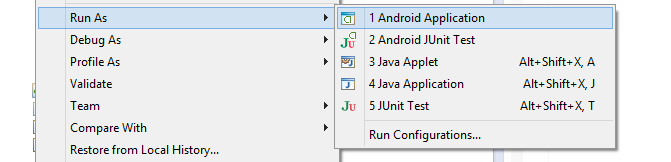 Run As
Debug As
Profile As
Validate
Team
Compare With
Restore from Local History...
1 Android Application
2 Android JUnit Test
3 Java Applet Alt+Shift+X, A
4 Java Application Alt+Shift+X, J
5 JUnit Test Alt+Shift+X, T
Run Configurations...